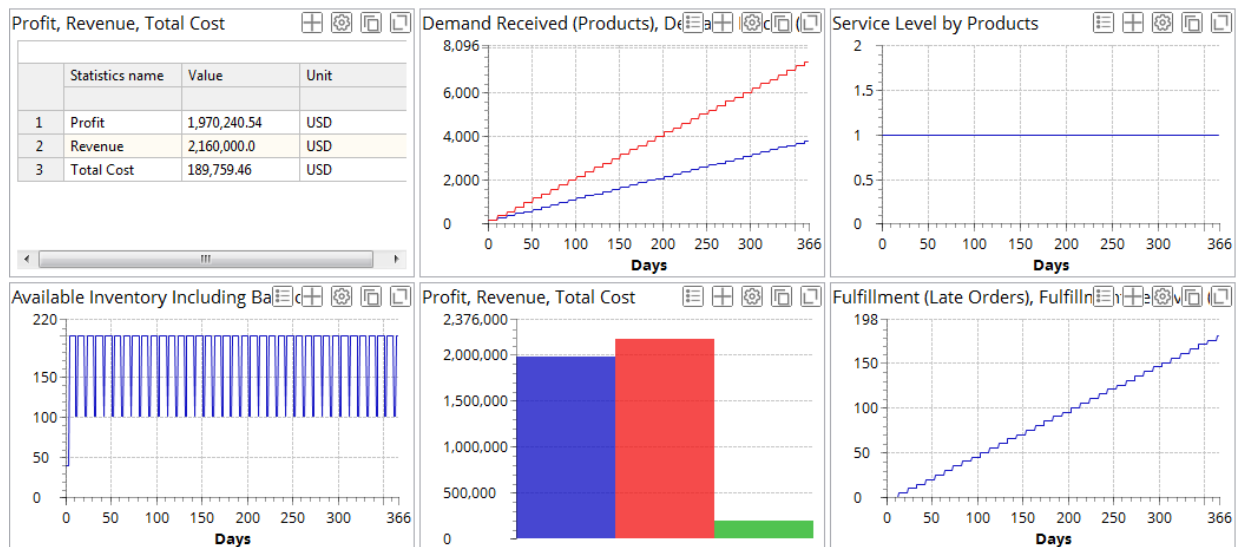 Profit, Revenue, Total Cost
Statistics name Value Unit
1 Profit 1,970,240.54 USD
2 Revenue 2,160,000.0 USD
3 Total Cost 189,759.46 USD
Demand Received (Products),
8,096
6,000
4,000
2,000
0
0 50 100 150 200 250 300 366
Days
Service Level by Products
2
1.5
1
0.5
0
0 50 100 150 200 250 300 366
Days
Available Inventory Including
220
150
100
50
0
0 50 100 150 200 250 300 366
Days
Profit, Revenue, Total Cost
2,376,000
2,000,000
1,500,000
1,000,000
500,000
0
Fulfillment (Late Orders),
198
150
100
50
0
0 50 100 150 200 250 300 366
Days